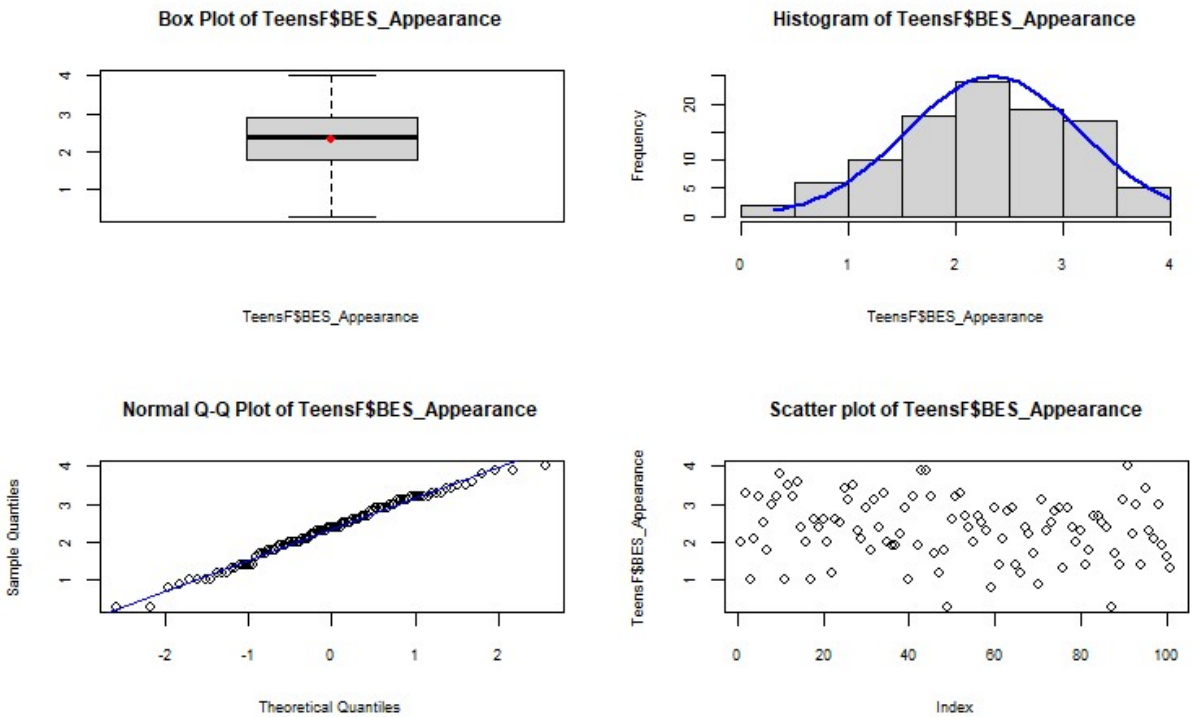 Box Plot of TeensF$BES_Appearance
4
3
2
1
TeensF$BES_Appearance
Histogram of TeensF$BES_Appearance
Frequency
20
10
5
0
0 1 2 3 4
TeensF$BES_Appearance
Normal Q-Q Plot of TeensF$BES_Appearance
Sample Quantiles
4
3
2
1
-2 -1 0 1 2
Theoretical Quantiles
Scatter plot of TeensF$BES_Appearance
TeensF$BES_Appearance
4
3
2
1
0 20 40 60 80 100
Index